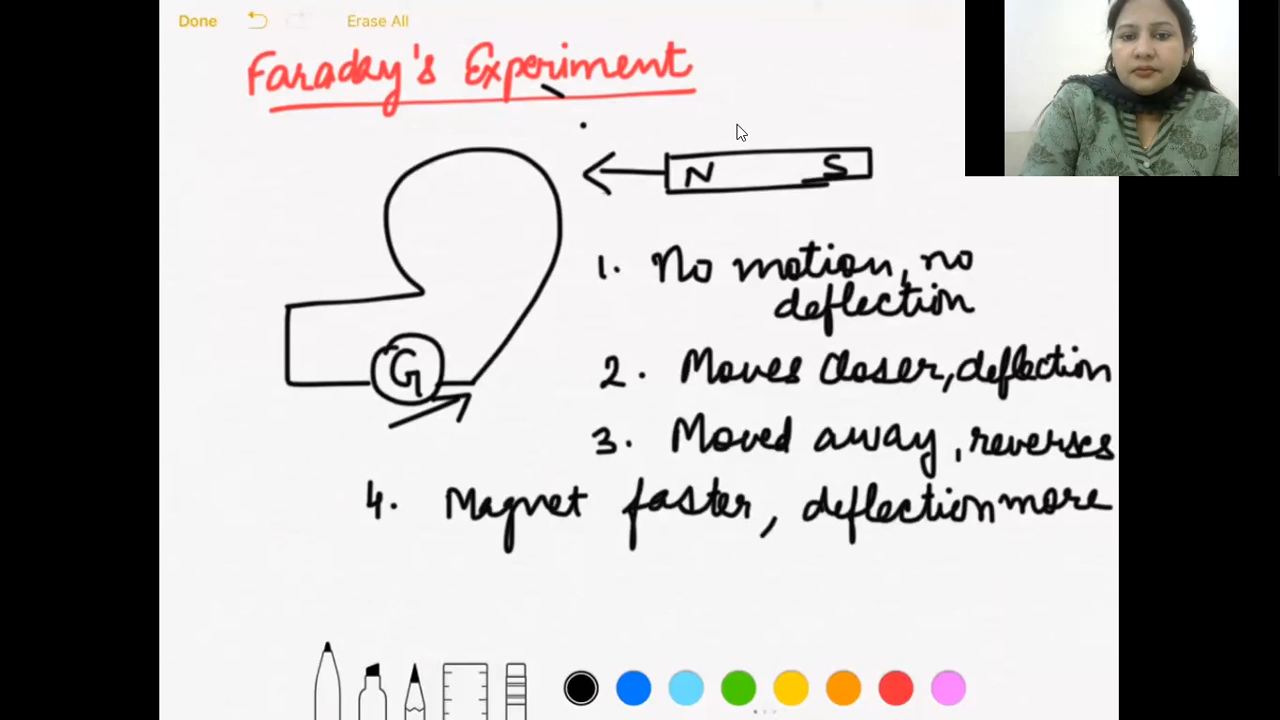 Done
Erase All
Faraday's Experiment
N S
1. No motion, no
deflection
2. Moves closer, deflection
G
3. Moved away, reverses
4. Magnet faster, deflection more